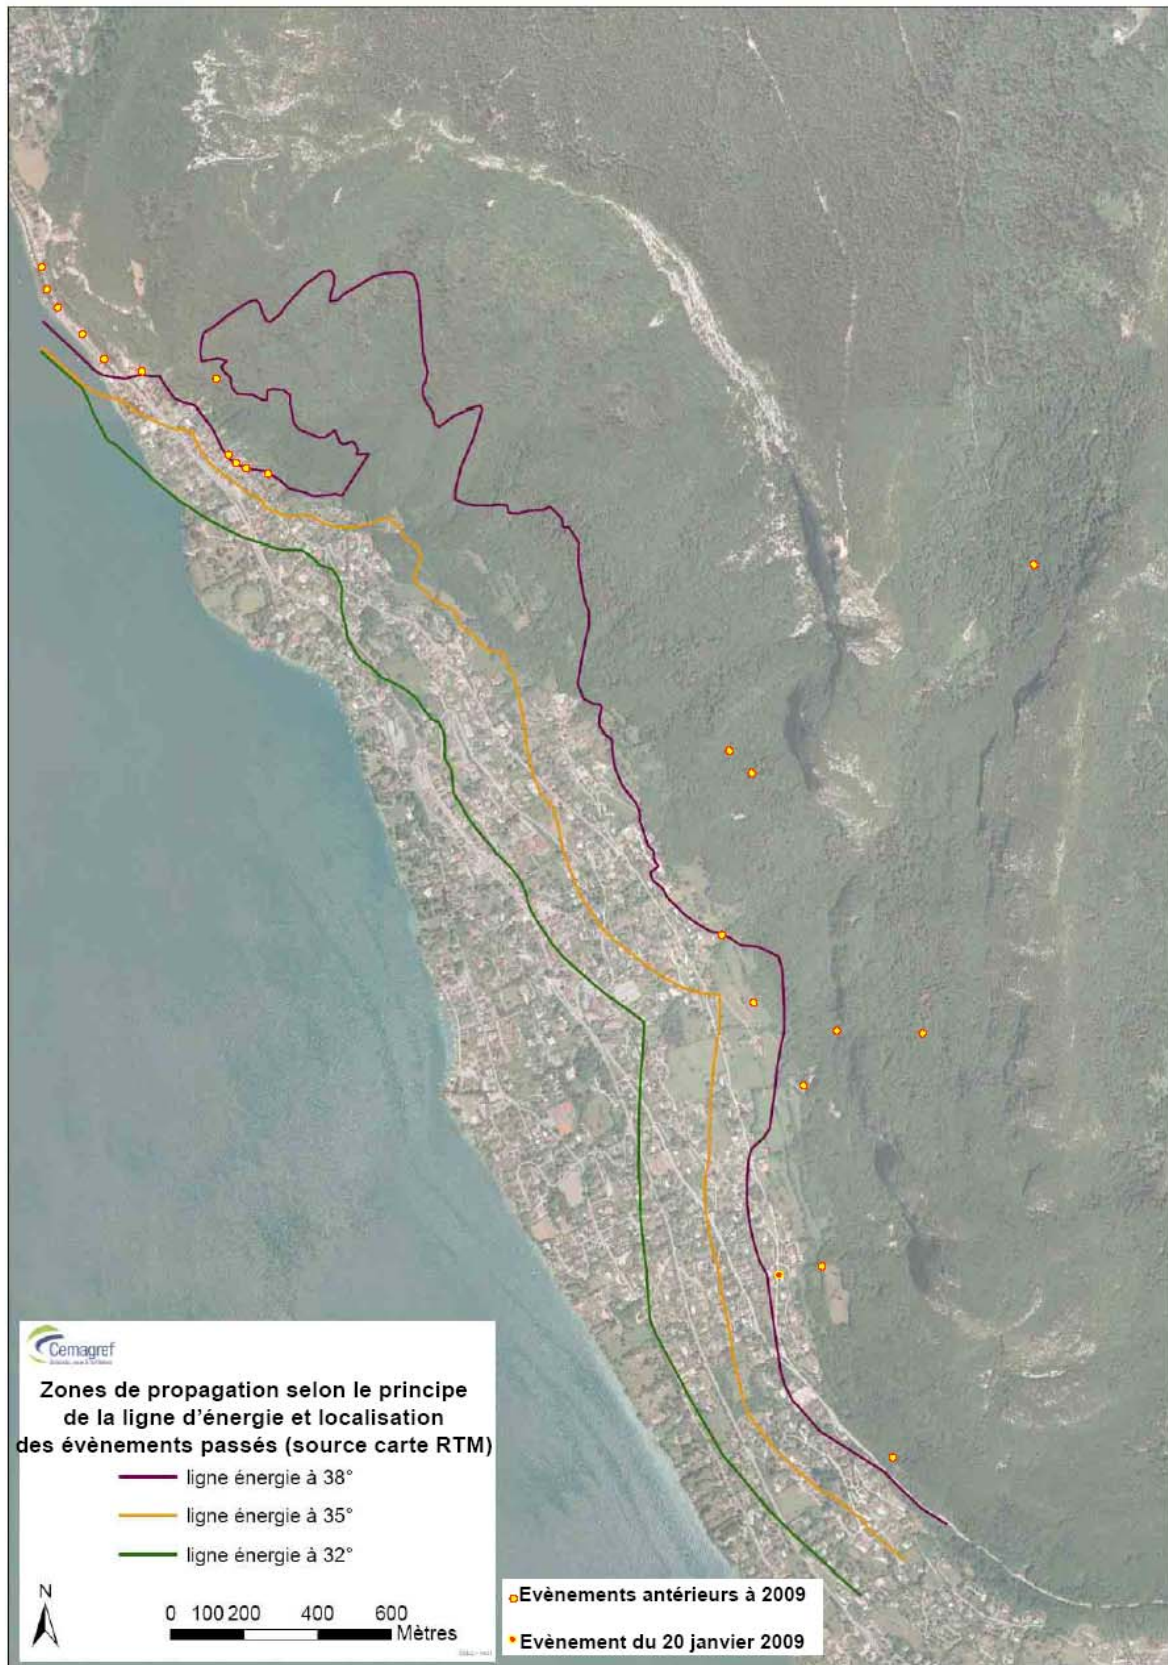 Cemagref
Zones de propagation selon le principe
de la ligne d'énergie et localisation
des évènements passés (source carte RTM)
ligne énergie à 38°
ligne énergie à 35°
ligne énergie à 32°
N
0 100 200 400 600
Mètres
Evènements antérieurs à 2009
Evènement du 20 janvier 2009